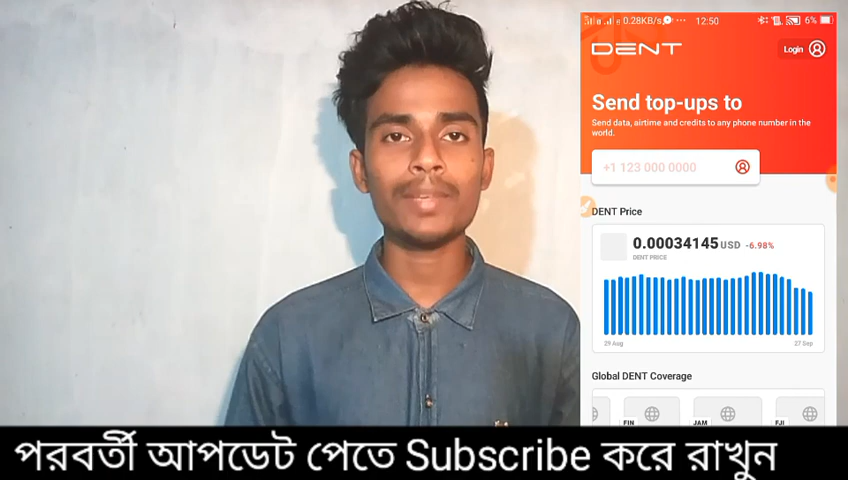 0.28KB/s
12:50
6%
DENT
Login
Send top-ups to
Send data, airtime and credits to any phone number in the
world.
+1 123 000 0000
DENT Price
0.00034145 USD -6.98%
DENT PRICE
29 Aug 27 Sep
Global DENT Coverage
FIN JAM FJI
পরবর্তী আপডেট পেতে Subscribe করে রাখুন